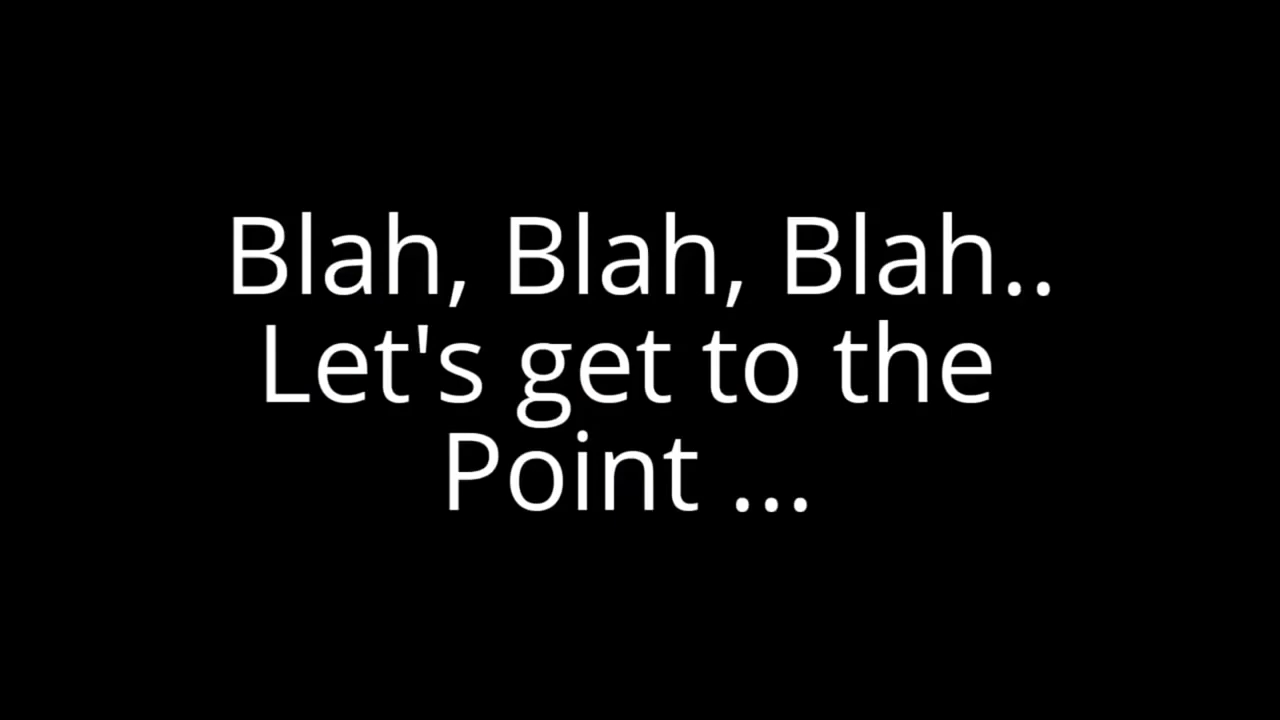 Blah, Blah, Blah..
Let's get to the
Point ...